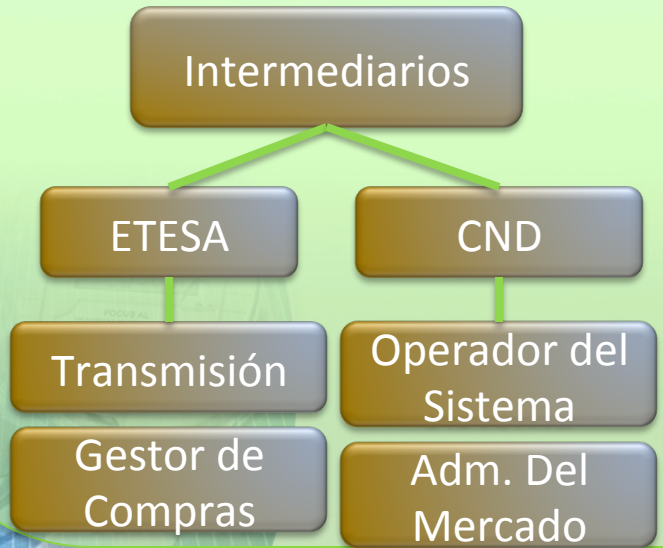 Intermediarios
ETESA
CND
Transmisión
Operador del
Sistema
Gestor de
Compras
Adm. Del
Mercado